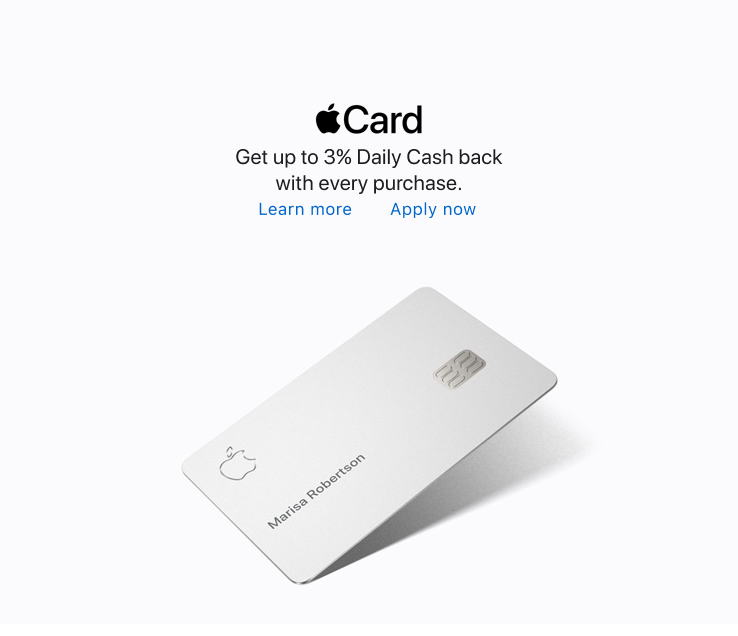 Card
Get up to 3% Daily Cash back
with every purchase.
Learn more Apply now
Marisa Robertson